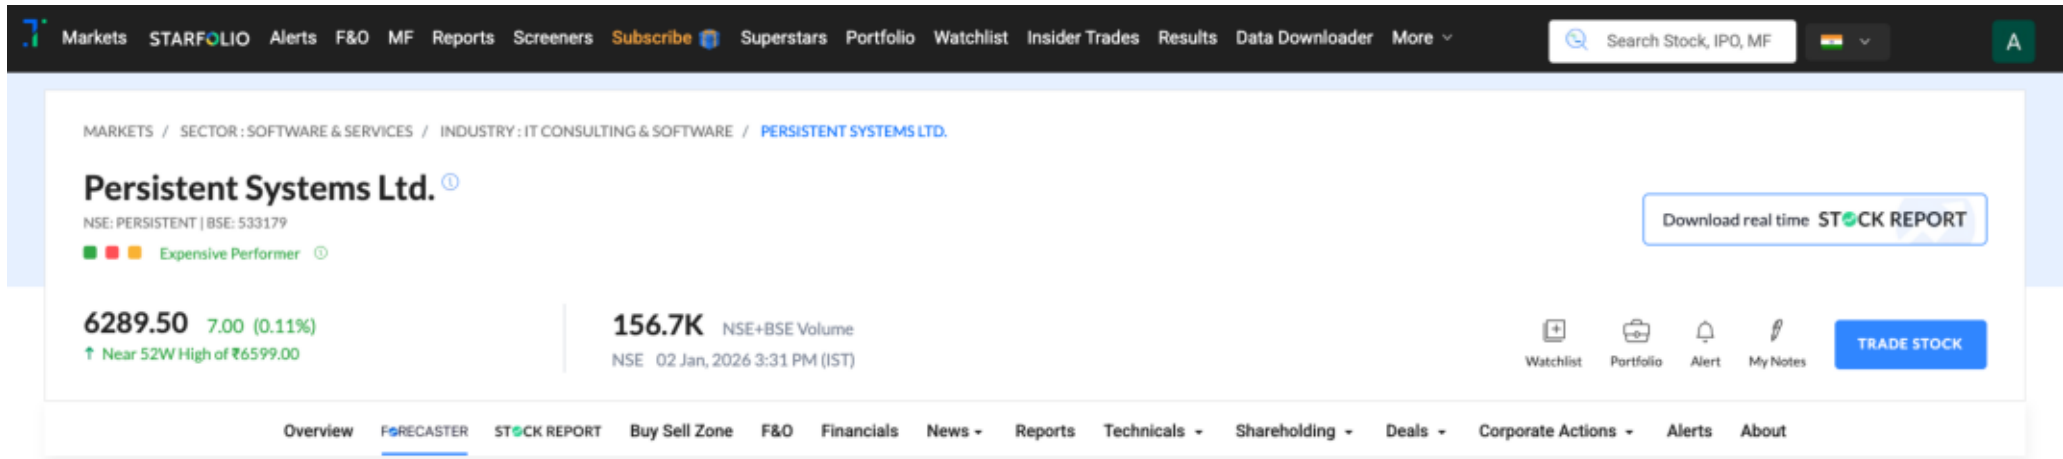 Markets STARFOLIO Alerts F&O MF Reports Screeners Subscribe Superstars Portfolio Watchlist Insider Trades Results Data Downloader More Search Stock, IPO, MF A
MARKETS / SECTOR : SOFTWARE & SERVICES / INDUSTRY : IT CONSULTING & SOFTWARE / PERSISTENT SYSTEMS LTD.
Persistent Systems Ltd.
NSE: PERSISTENT | BSE: 533179
Download real time STOCK REPORT
Expensive Performer
6289.50 7.00 (0.11%)
↑ Near 52W High of ₹6599.00
156.7K NSE+BSE Volume
NSE 02 Jan, 2026 3:31 PM (IST)
Watchlist Portfolio Alert My Notes
TRADE STOCK
Overview FORECASTER STOCK REPORT Buy Sell Zone F&O Financials News Reports Technicals Shareholding Deals Corporate Actions Alerts About